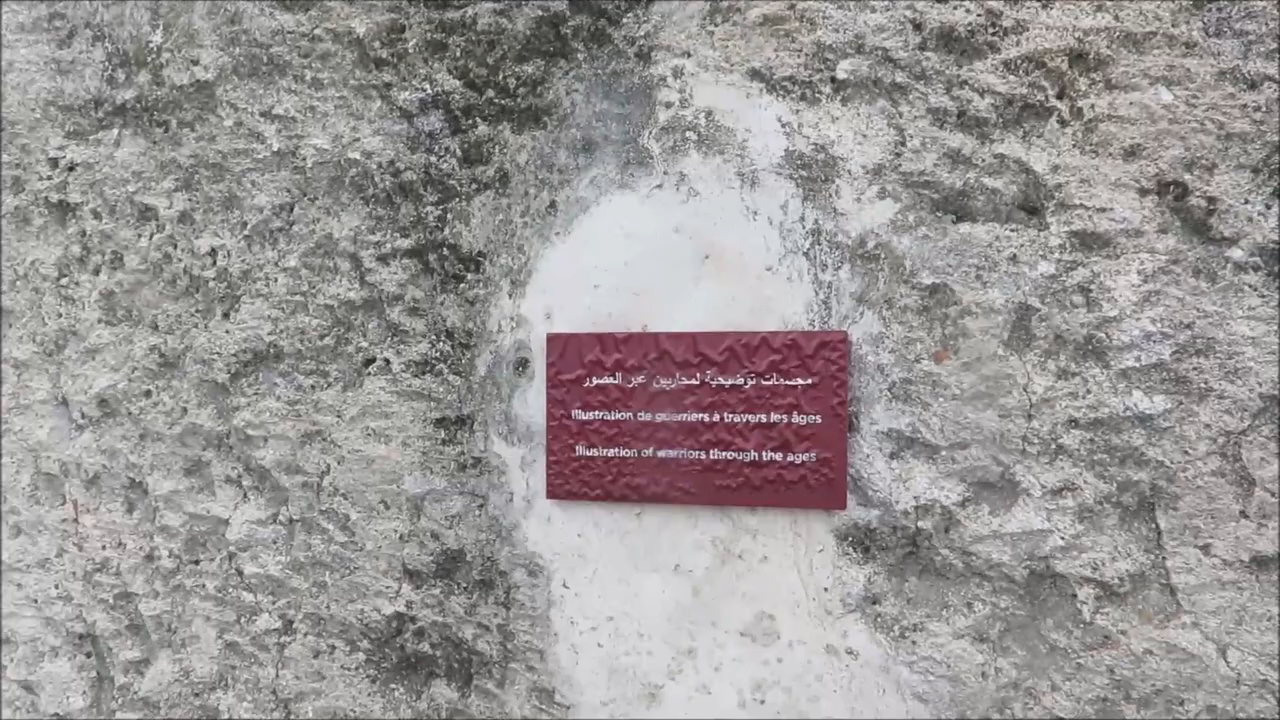 مجسمات توضيحية لمحاربين عبر العصور
Illustration de guerriers à travers les âges
Illustration of warriors through the ages